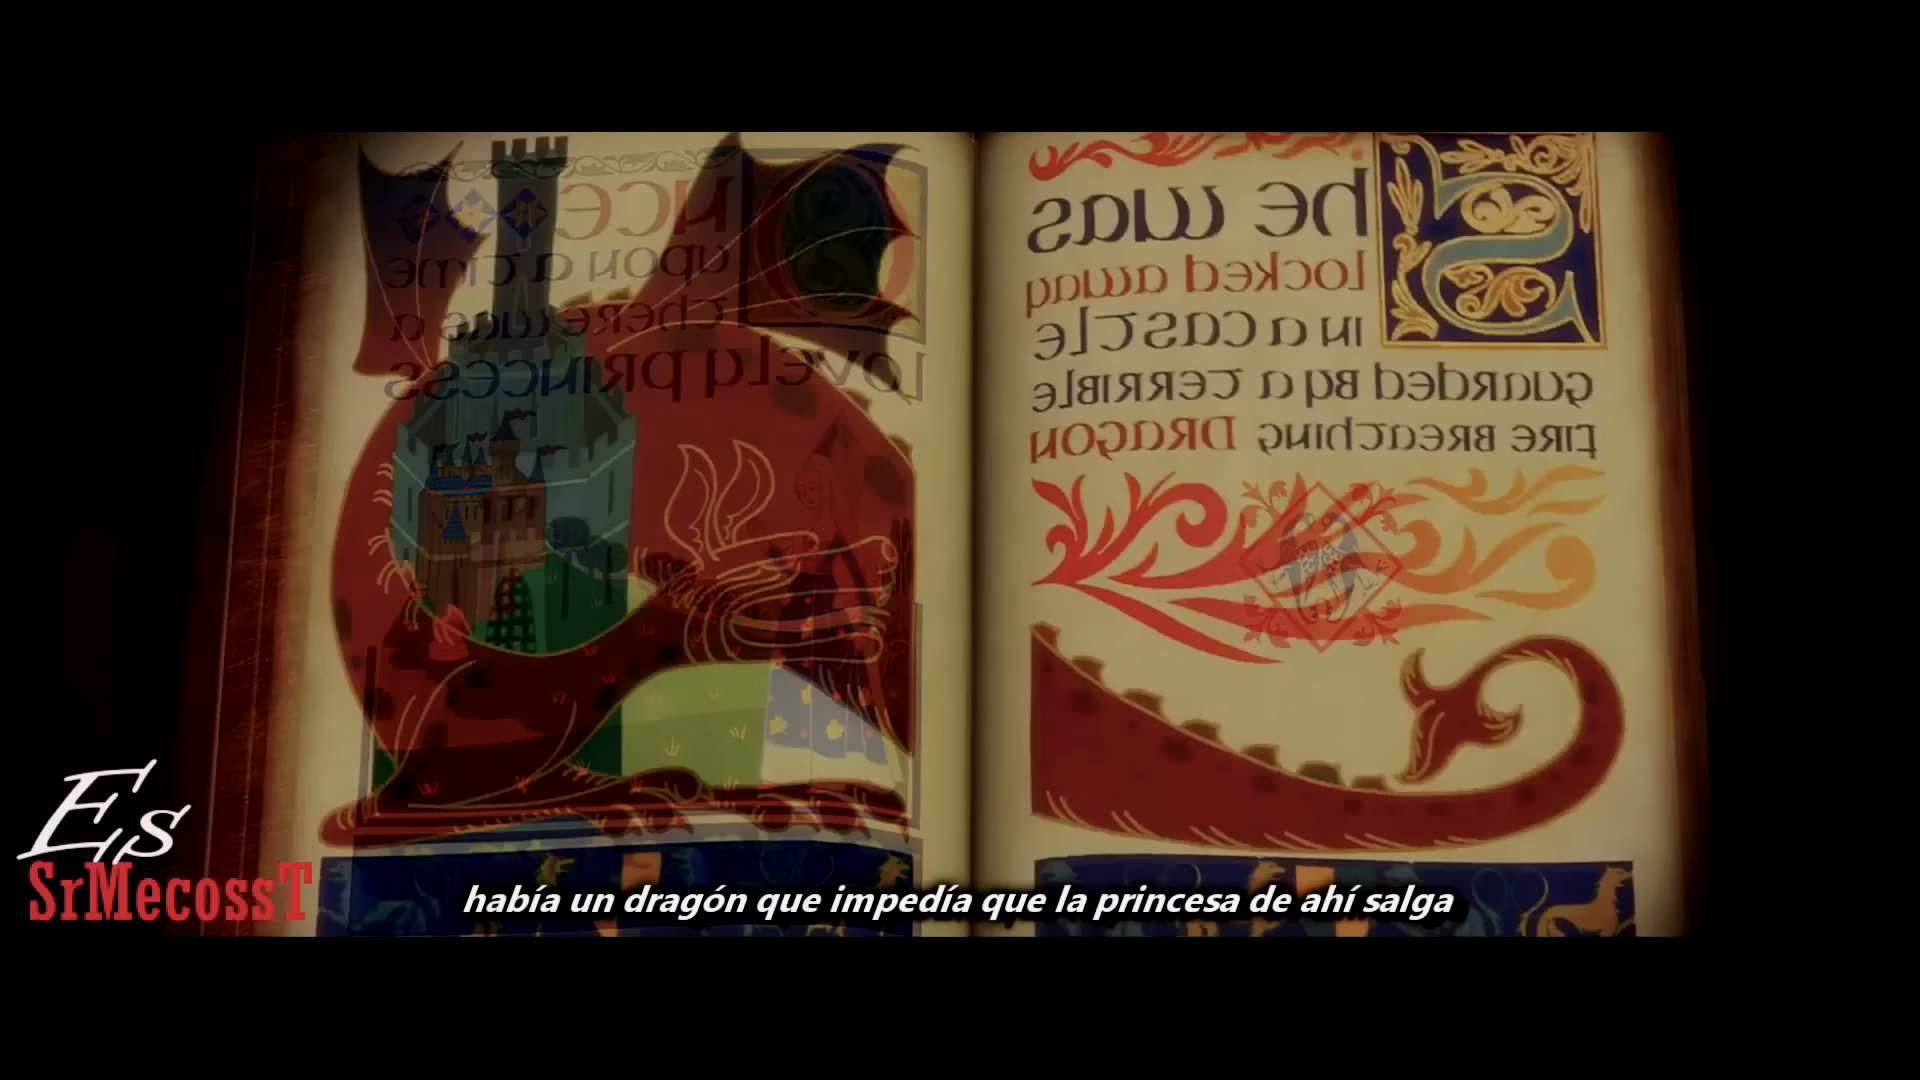 NCE
upon a time
there was a
lovely princess
She was
locked away
in a castle
guarded by a terrible
fire breathing dragon
Es
SrMecossT
había un dragón que impedía que la princesa de ahí salga